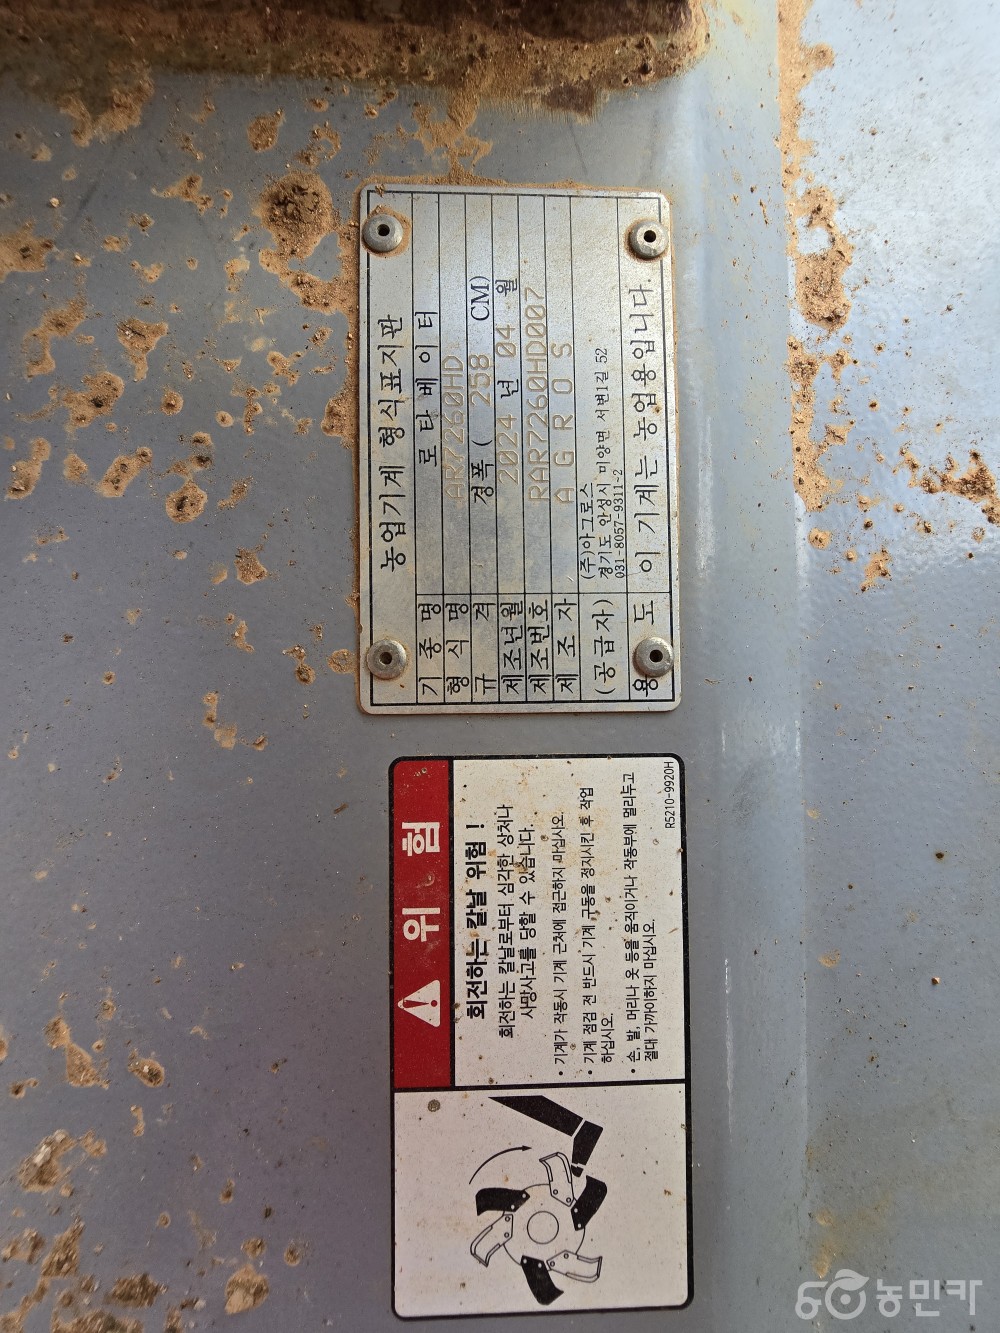 농업기계 형식표지판
기종명 로타베이터
형식명 AR7260HD
규격 경폭( 258 CM)
제조년월 2024 년 04 월
제조번호 RAR7260HD007
제조자 A G R O S
(공급자) (주)아그로스
경기도 안성시 미양면 서변길 52
031-8057-9311~2
용도 이 기계는 농업용입니다.
위험
회전하는 칼날 위험 !
회전하는 칼날로부터 심각한 상처나
사망사고를 당할 수 있습니다.
• 기계가 작동시 기계 근처에 접근하지 마십시오.
• 기계 점검 전 반드시 기계 구동을 정지시킨 후 작업
하십시오.
• 손, 발, 머리나 옷 등을 움직이거나 작동부에 멀리두고
절대 가까이하지 마십시오.
R5210-9920H
농민카